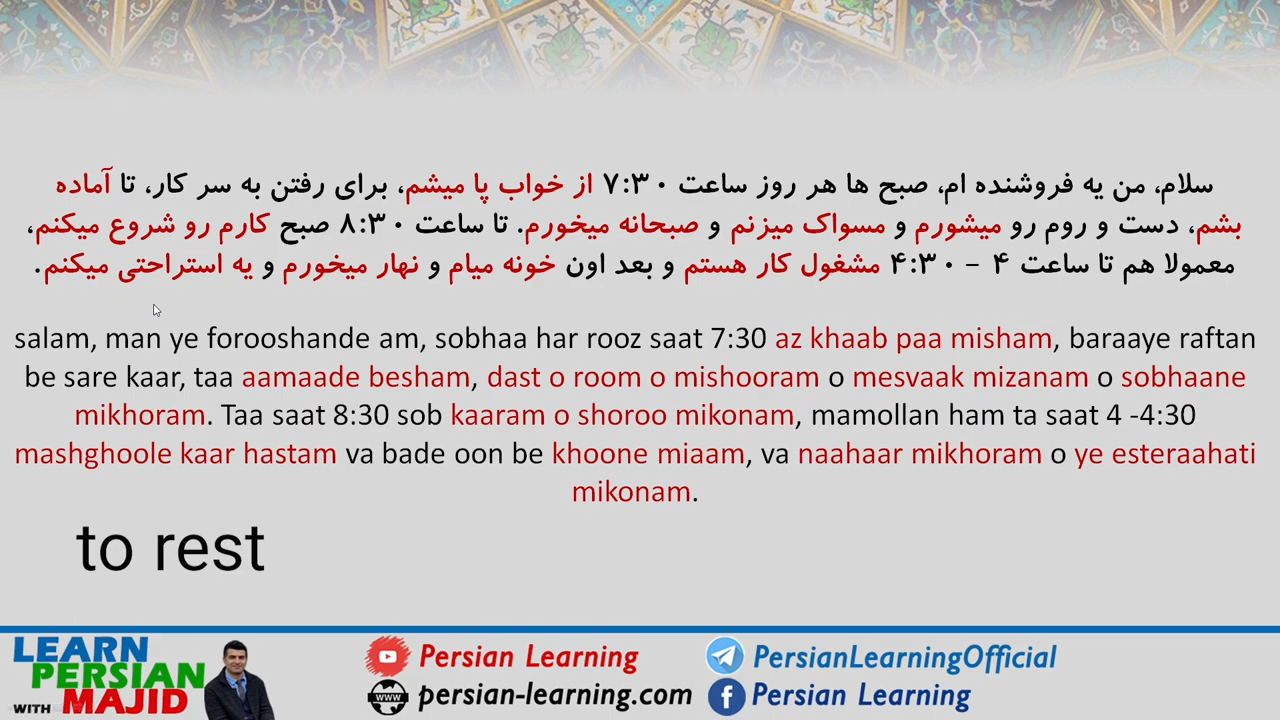 سلام، من یه فروشنده ام، صبح ها هر روز ساعت ۷:۳۰ از خواب پا میشم، برای رفتن به سر کار، تا آماده
بشم، دست و روم رو میشورم و مسواک میزنم و صبحانه میخورم. تا ساعت ۸:۳۰ صبح کارم رو شروع میکنم،
معمولا هم تا ساعت ۴ – ۴:۳۰ مشغول کار هستم و بعد اون خونه میام و نهار میخورم و یه استراحتی میکنم.
salam, man ye forooshande am, sobhaa har rooz saat 7:30 az khaab paa misham, baraaye raftan
be sare kaar, taa aamaade besham, dast o room o mishooram o mesvaak mizanam o sobhaane
mikhoram. Taa saat 8:30 sob kaaram o shoroo mikonam, mamollan ham ta saat 4 -4:30
mashghoole kaar hastam va bade oon be khoone miaam, va naahaar mikhoram o ye esteraahati
mikonam.
to rest
LEARN
PERSIAN
WITH MAJID
Persian Learning
PersianLearningOfficial
www
persian-learning.com
Persian Learning